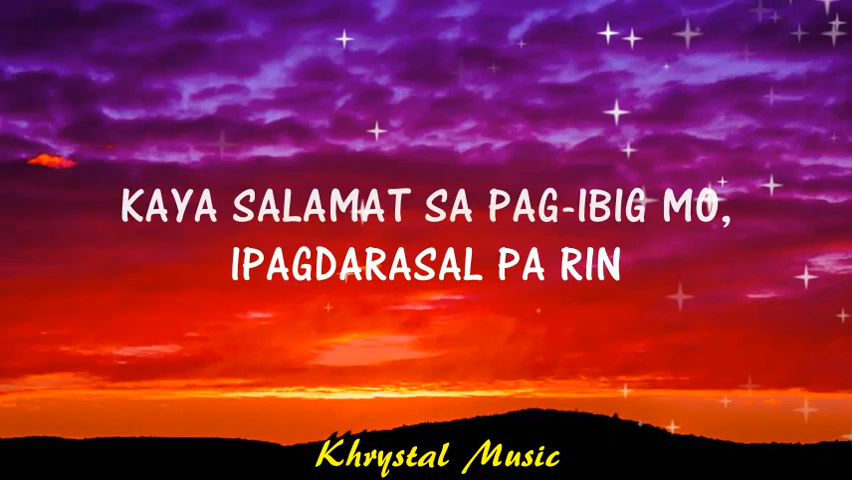 KAYA SALAMAT SA PAG-IBIG MO,
IPAGDARASAL PA RIN
Khrystal Music